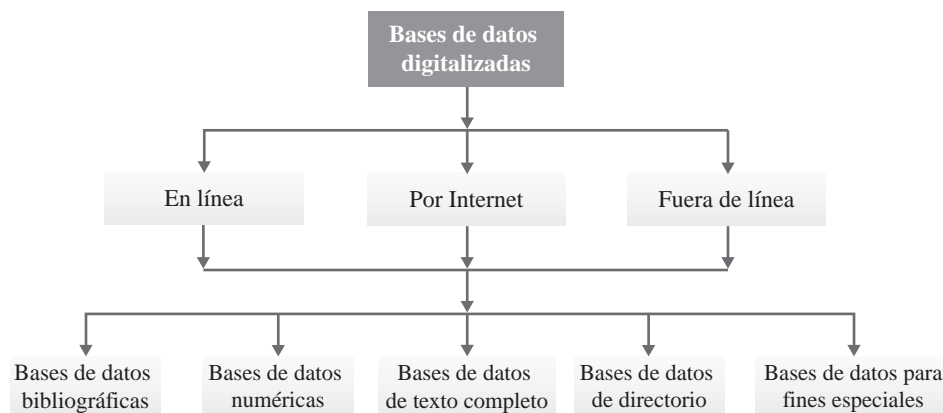 Bases de datos
digitalizadas
En línea
Por Internet
Fuera de línea
Bases de datos
bibliográficas
Bases de datos
numéricas
Bases de datos
de texto completo
Bases de datos
de directorio
Bases de datos para
fines especiales